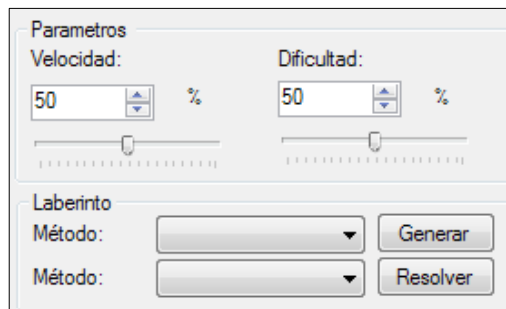 Parametros
Velocidad: Dificultad:
50 % 50 %
Laberinto
Método: Generar
Método: Resolver